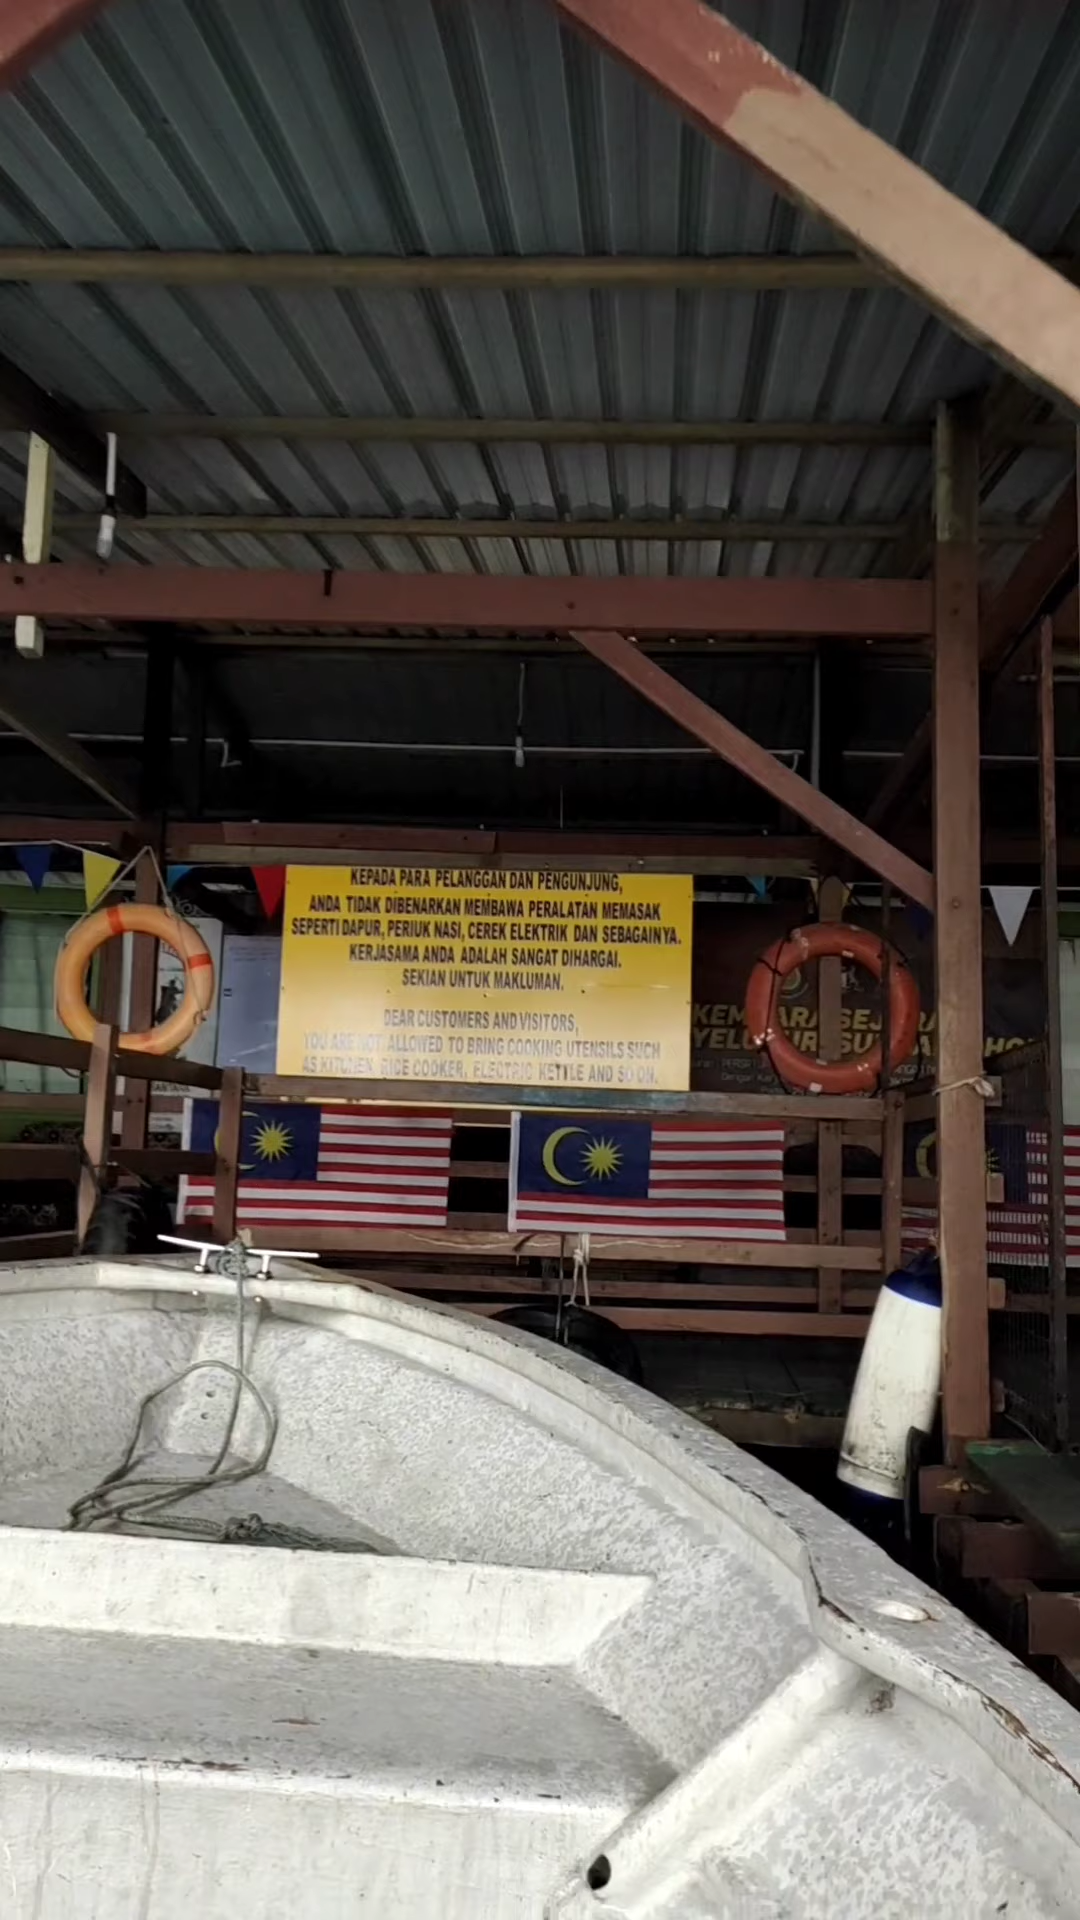 KEPADA PARA PELANGGAN DAN PENGUNJUNG,
ANDA TIDAK DIBENARKAN MEMBAWA PERALATAN MEMASAK
SEPERTI DAPUR, PERIUK NASI, CEREK ELEKTRIK DAN SEBAGAINYA.
KERJASAMA ANDA ADALAH SANGAT DIHARGAI.
SEKIAN UNTUK MAKLUMAN.
DEAR CUSTOMERS AND VISITORS,
YOU ARE NOT ALLOWED TO BRING COOKING UTENSILS SUCH
AS KITCHEN, RICE COOKER, ELECTRIC KETTLE AND SO ON.